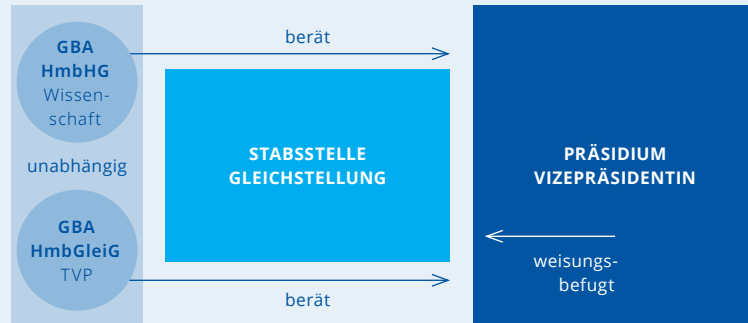 GBA
HmbHG
Wissen-
schaft
unabhängig
GBA
HmbGleiG
TVP
berät
STABSSTELLE
GLEICHSTELLUNG
berät
PRÄSIDIUM
VIZEPRÄSIDENTIN
weisungs-
befugt